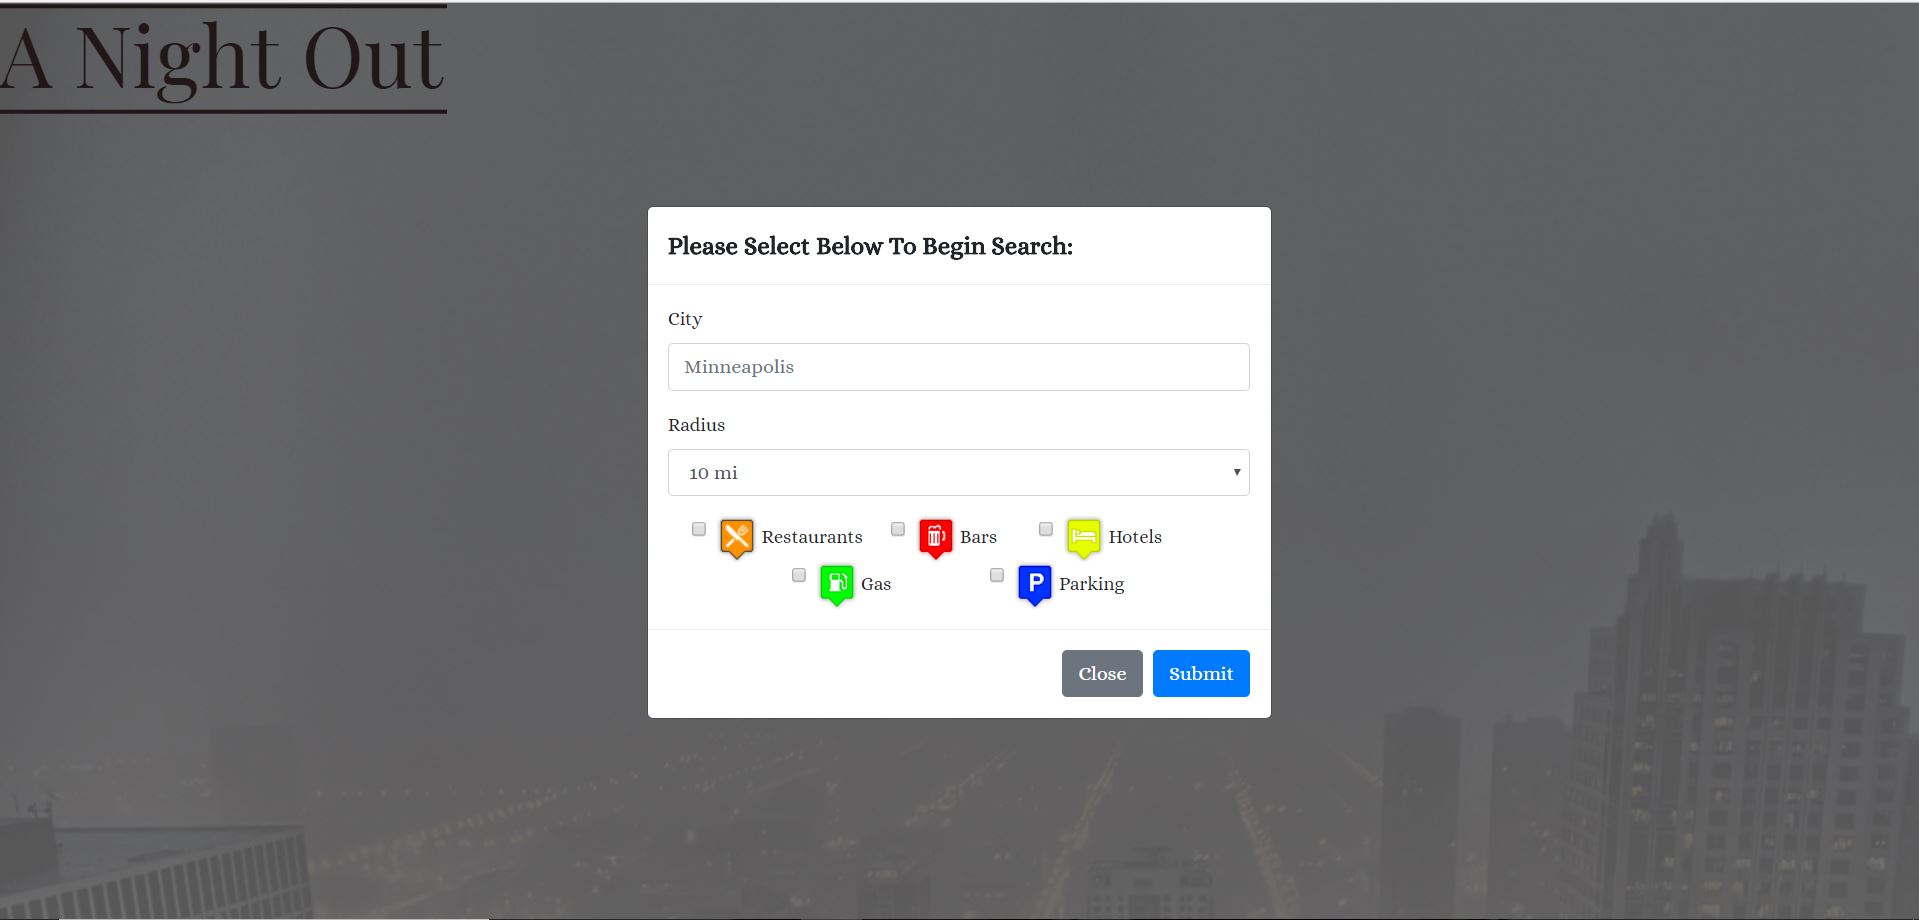 A Night Out
Please Select Below To Begin Search:
City
Minneapolis
Radius
10 mi
Restaurants Bars Hotels
Gas P Parking
Close Submit